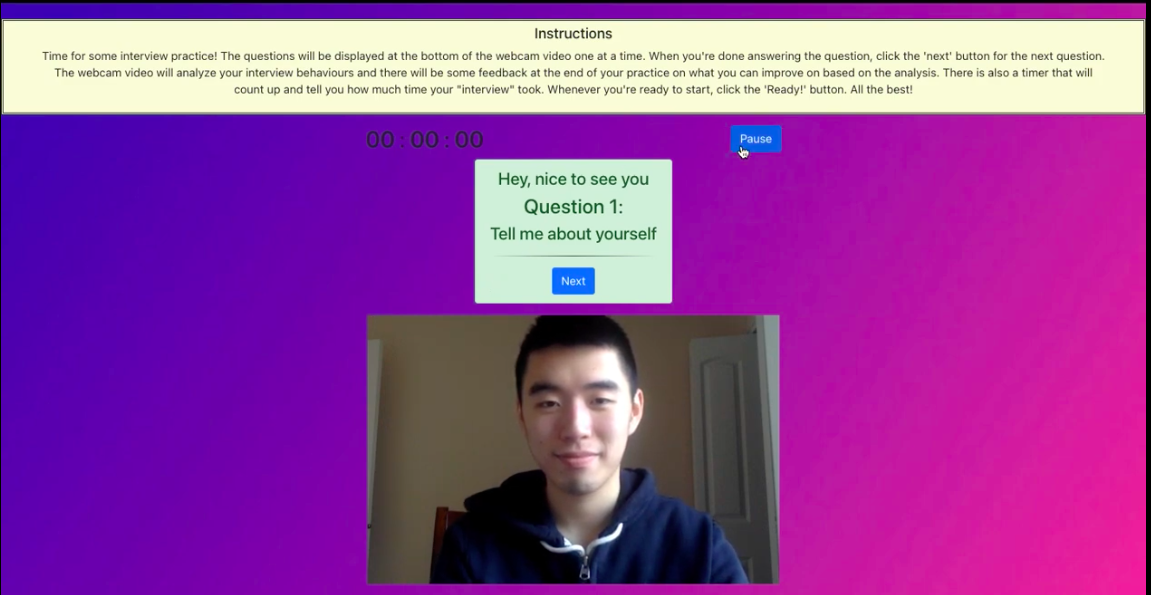 Instructions
Time for some interview practice! The questions will be displayed at the bottom of the webcam video one at a time. When you're done answering the question, click the 'next' button for the next question.
The webcam video will analyze your interview behaviours and there will be some feedback at the end of your practice on what you can improve on based on the analysis. There is also a timer that will
count up and tell you how much time your "interview" took. Whenever you're ready to start, click the 'Ready!' button. All the best!
00 : 00 : 00
Pause
Hey, nice to see you
Question 1:
Tell me about yourself
Next